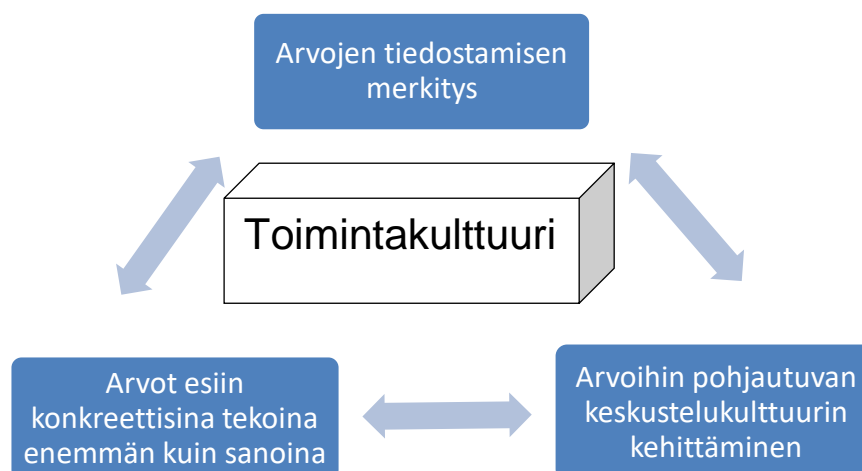 Arvojen tiedostamisen
merkitys
Toimintakulttuuri
Arvot esiin
konkreettisina tekoina
enemmän kuin sanoina
Arvoihin pohjautuvan
keskustelukulttuurin
kehittäminen